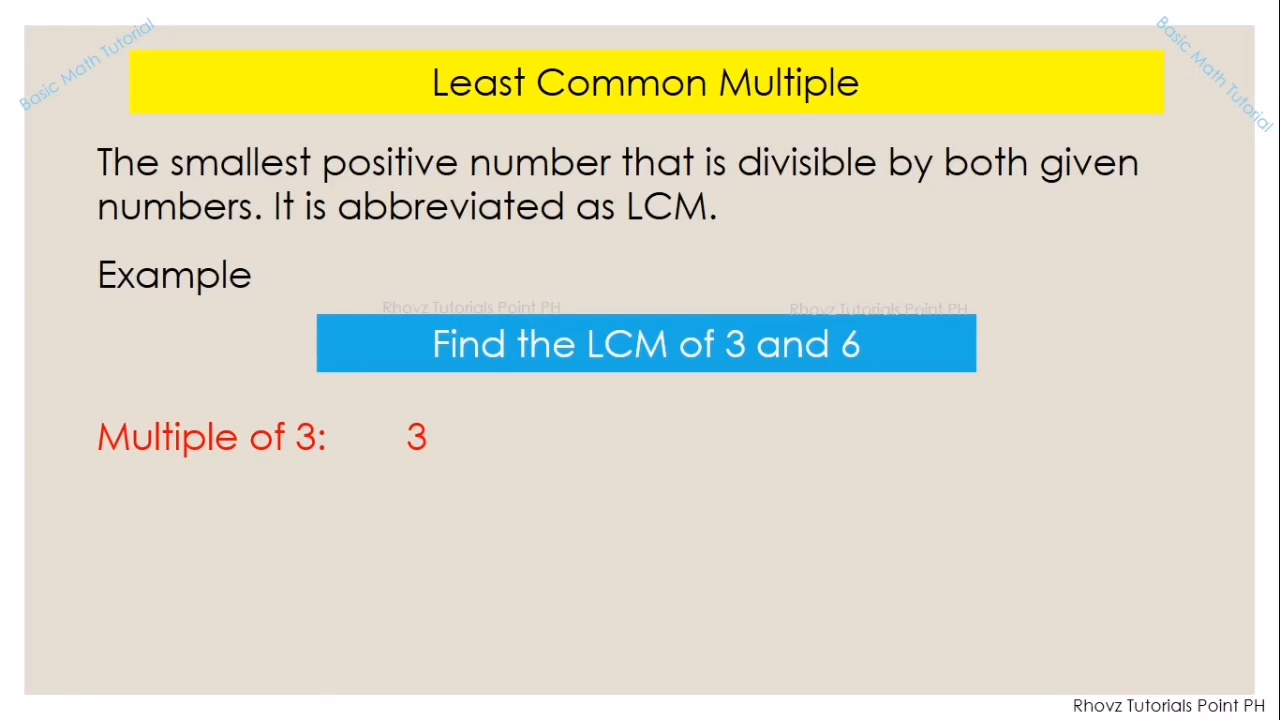 Basic Math Tutorial
Basic Math Tutorial
Least Common Multiple
The smallest positive number that is divisible by both given
numbers. It is abbreviated as LCM.
Example
Rhovz Tutorials Point PH
Rhovz Tutorials Point PH
Find the LCM of 3 and 6
Multiple of 3: 3
Rhovz Tutorials Point PH